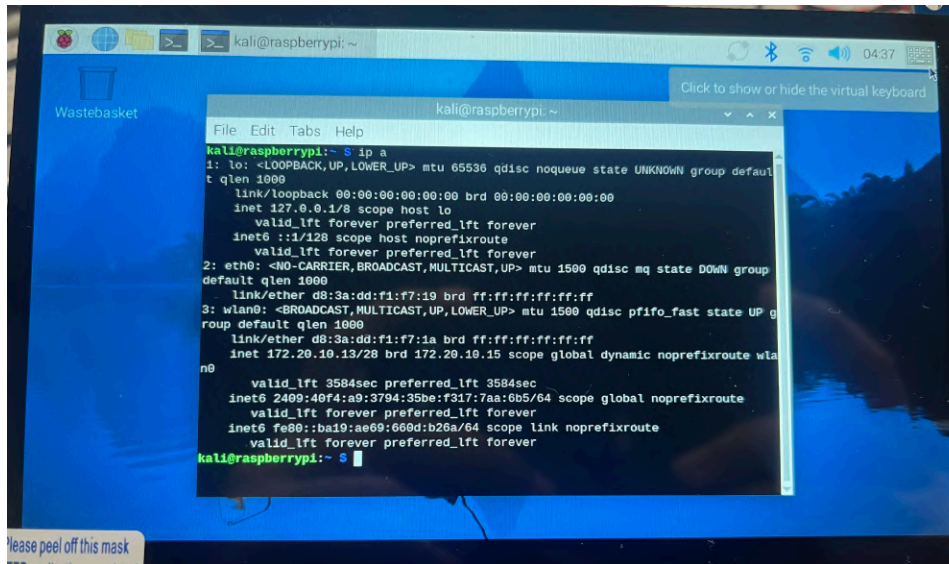 kali@raspberrypi: ~
04:37
Click to show or hide the virtual keyboard
Wastebasket
kali@raspberrypi: ~
File Edit Tabs Help
kali@raspberrypi:~ $ ip a
1: lo: <LOOPBACK,UP,LOWER_UP> mtu 65536 qdisc noqueue state UNKNOWN group defaul
t qlen 1000
link/loopback 00:00:00:00:00:00 brd 00:00:00:00:00:00
inet 127.0.0.1/8 scope host lo
valid_lft forever preferred_lft forever
inet6 ::1/128 scope host noprefixroute
valid_lft forever preferred_lft forever
2: eth0: <NO-CARRIER,BROADCAST,MULTICAST,UP> mtu 1500 qdisc mq state DOWN group
default qlen 1000
link/ether d8:3a:dd:f1:f7:19 brd ff:ff:ff:ff:ff:ff
3: wlan0: <BROADCAST,MULTICAST,UP,LOWER_UP> mtu 1500 qdisc pfifo_fast state UP g
roup default qlen 1000
link/ether d8:3a:dd:f1:f7:1a brd ff:ff:ff:ff:ff:ff
inet 172.20.10.13/28 brd 172.20.10.15 scope global dynamic noprefixroute wla
n0
valid_lft 3584sec preferred_lft 3584sec
inet6 2409:40f4:a9:3794:35be:f317:7aa:6b5/64 scope global noprefixroute
valid_lft forever preferred_lft forever
inet6 fe80::ba19:ae69:660d:b26a/64 scope link noprefixroute
valid_lft forever preferred_lft forever
kali@raspberrypi:~ $
Please peel off this mask